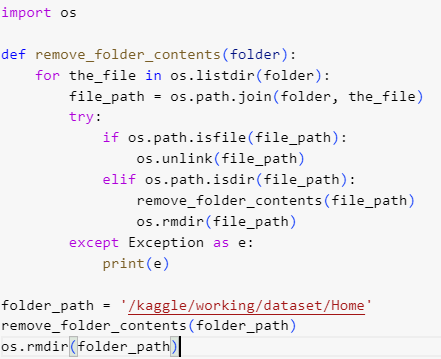 import os
def remove_folder_contents(folder):
    for the_file in os.listdir(folder):
        file_path = os.path.join(folder, the_file)
        try:
            if os.path.isfile(file_path):
                os.unlink(file_path)
            elif os.path.isdir(file_path):
                remove_folder_contents(file_path)
                os.rmdir(file_path)
        except Exception as e:
            print(e)
folder_path = '/kaggle/working/dataset/Home'
remove_folder_contents(folder_path)
os.rmdir(folder_path)